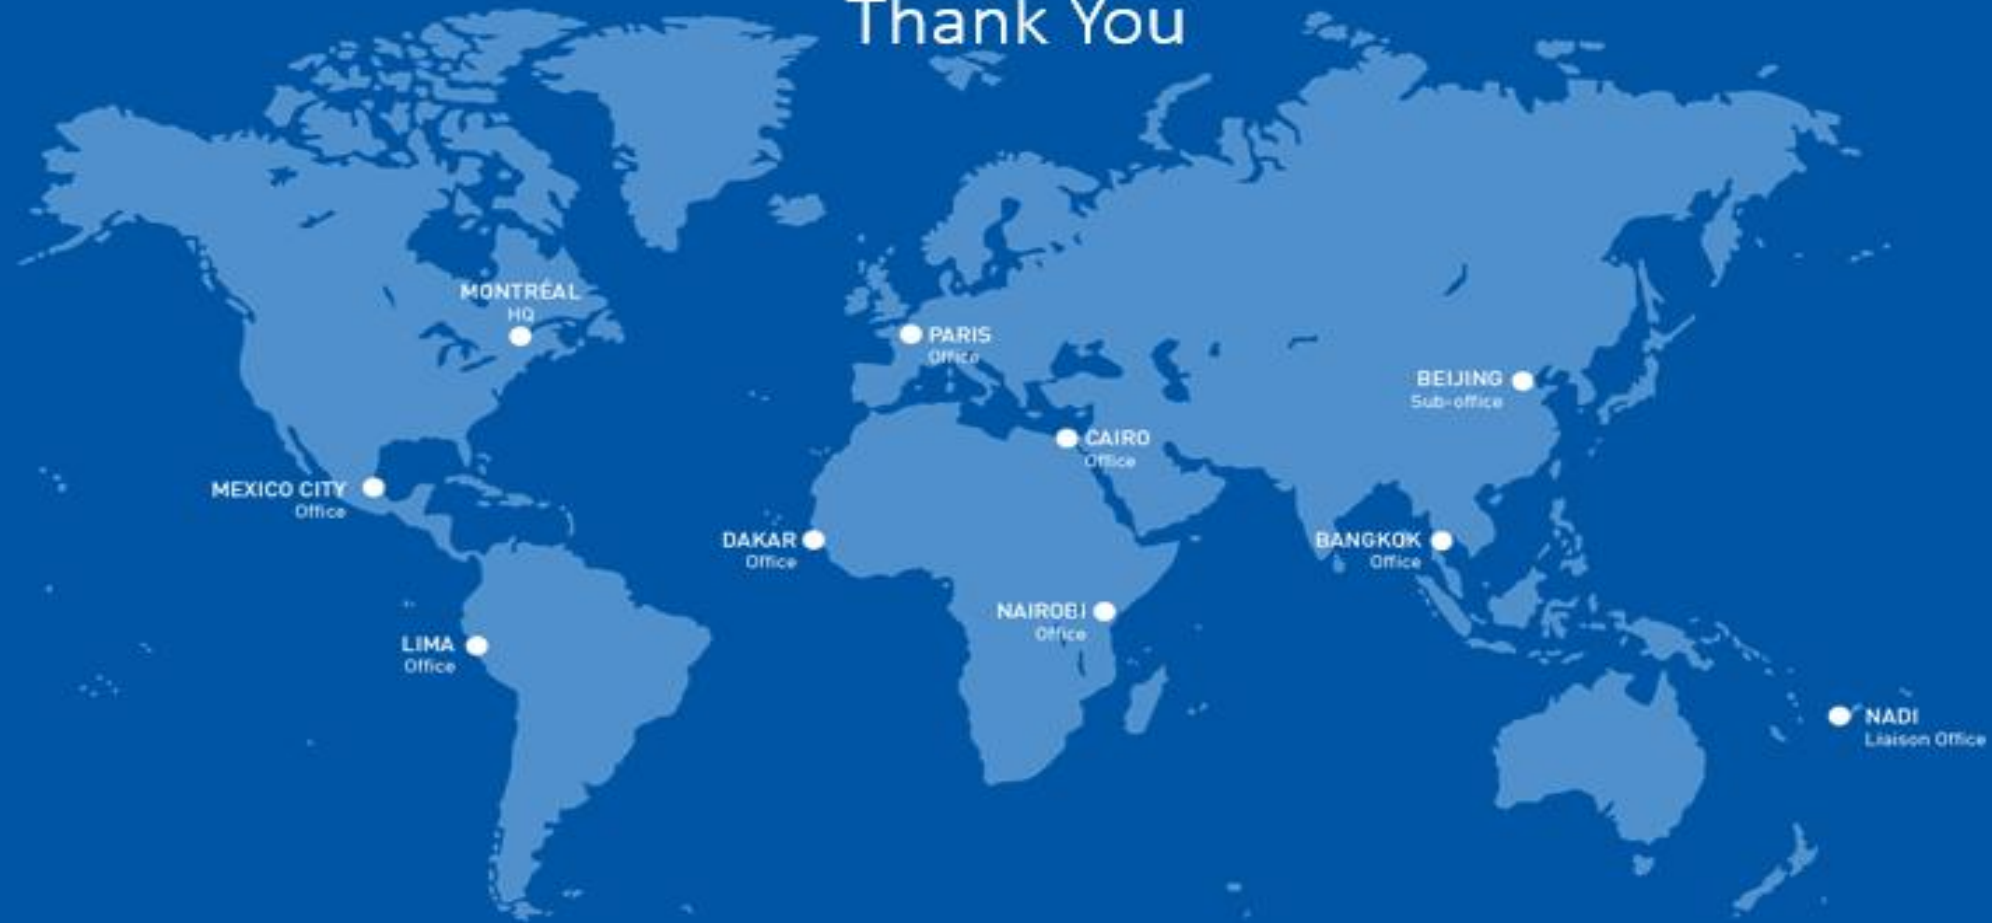 Thank You
MONTRÉAL
HQ
PARIS
Office
BEIJING
Sub-office
CAIRO
Office
MEXICO CITY
Office
DAKAR
Office
BANGKOK
Office
NAIROBI
Office
LIMA
Office
NADI
Liaison Office